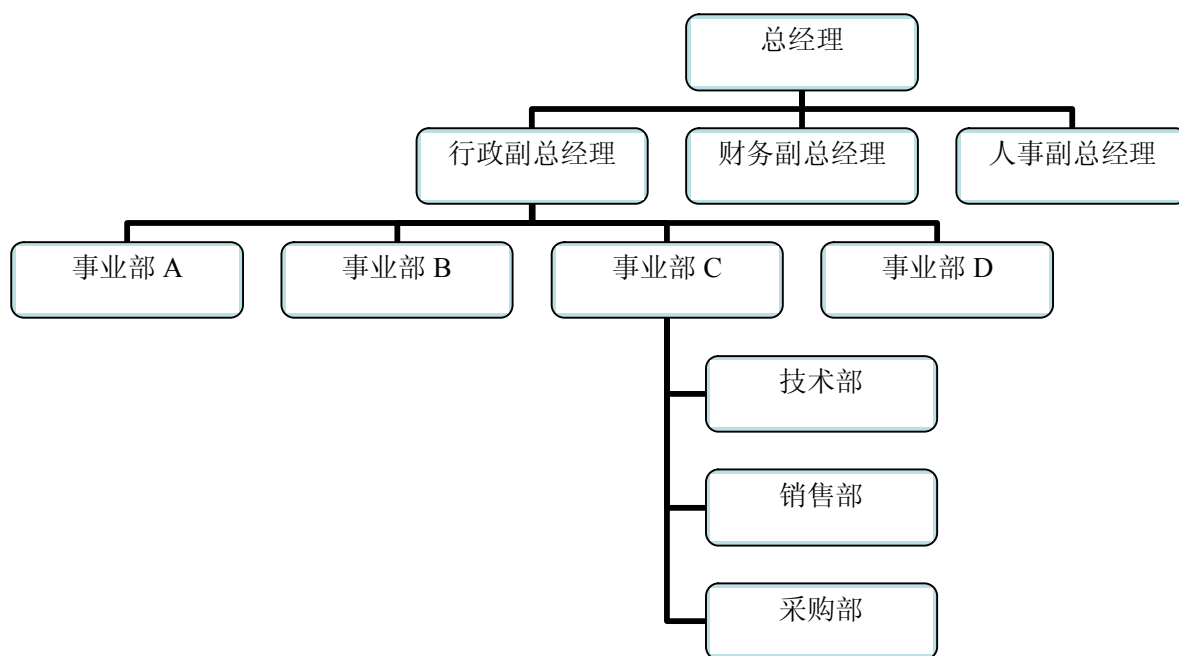 总经理
行政副总经理
财务副总经理
人事副总经理
事业部 A
事业部 B
事业部 C
事业部 D
技术部
销售部
采购部